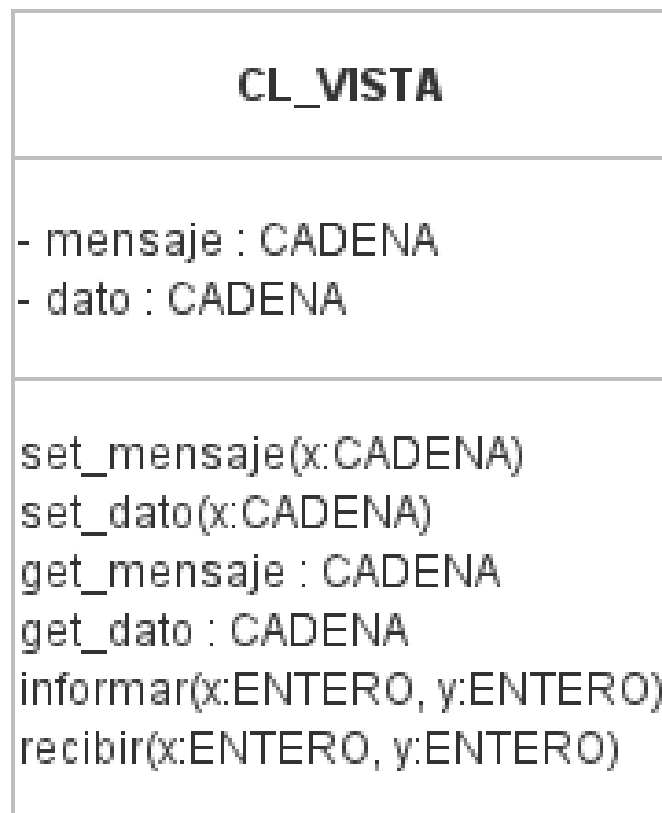 CL_VISTA
- mensaje : CADENA
- dato : CADENA
set_mensaje(x:CADENA)
set_dato(x:CADENA)
get_mensaje : CADENA
get_dato : CADENA
informar(x:ENTERO, y:ENTERO)
recibir(x:ENTERO, y:ENTERO)